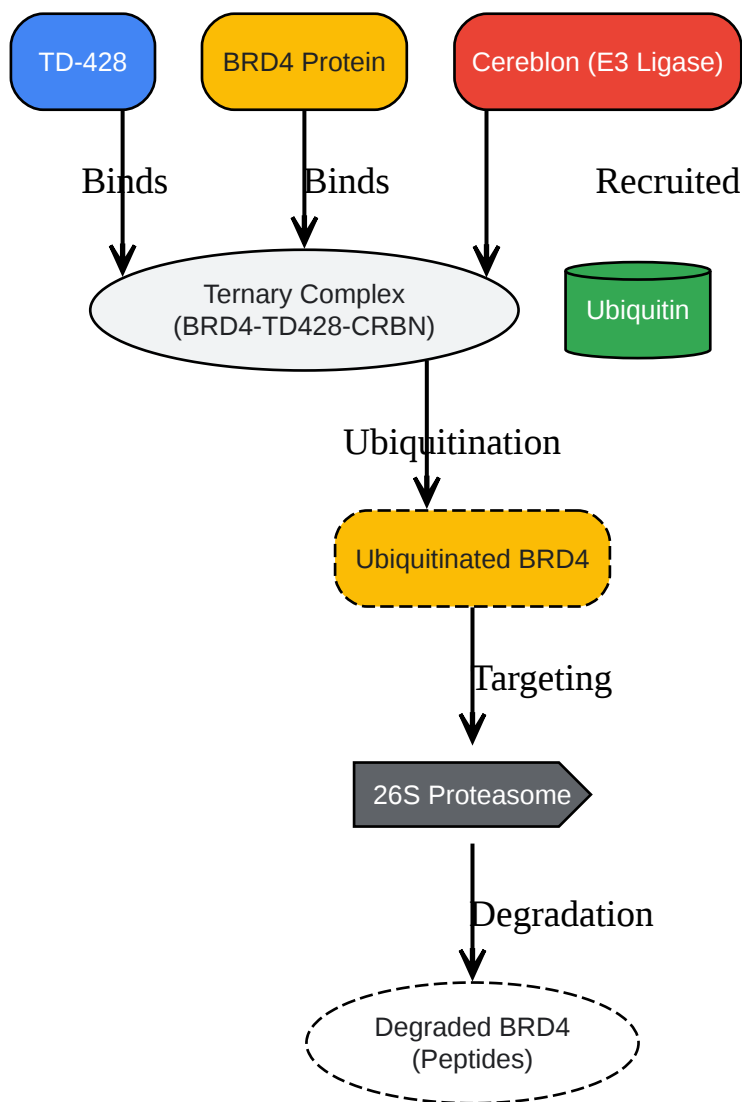 TD-428
BRD4 Protein
Cereblon (E3 Ligase)
Binds
Binds
Recruited
Ternary Complex
(BRD4-TD428-CRBN)
Ubiquitin
Ubiquitination
Ubiquitinated BRD4
Targeting
26S Proteasome
Degradation
Degraded BRD4
(Peptides)